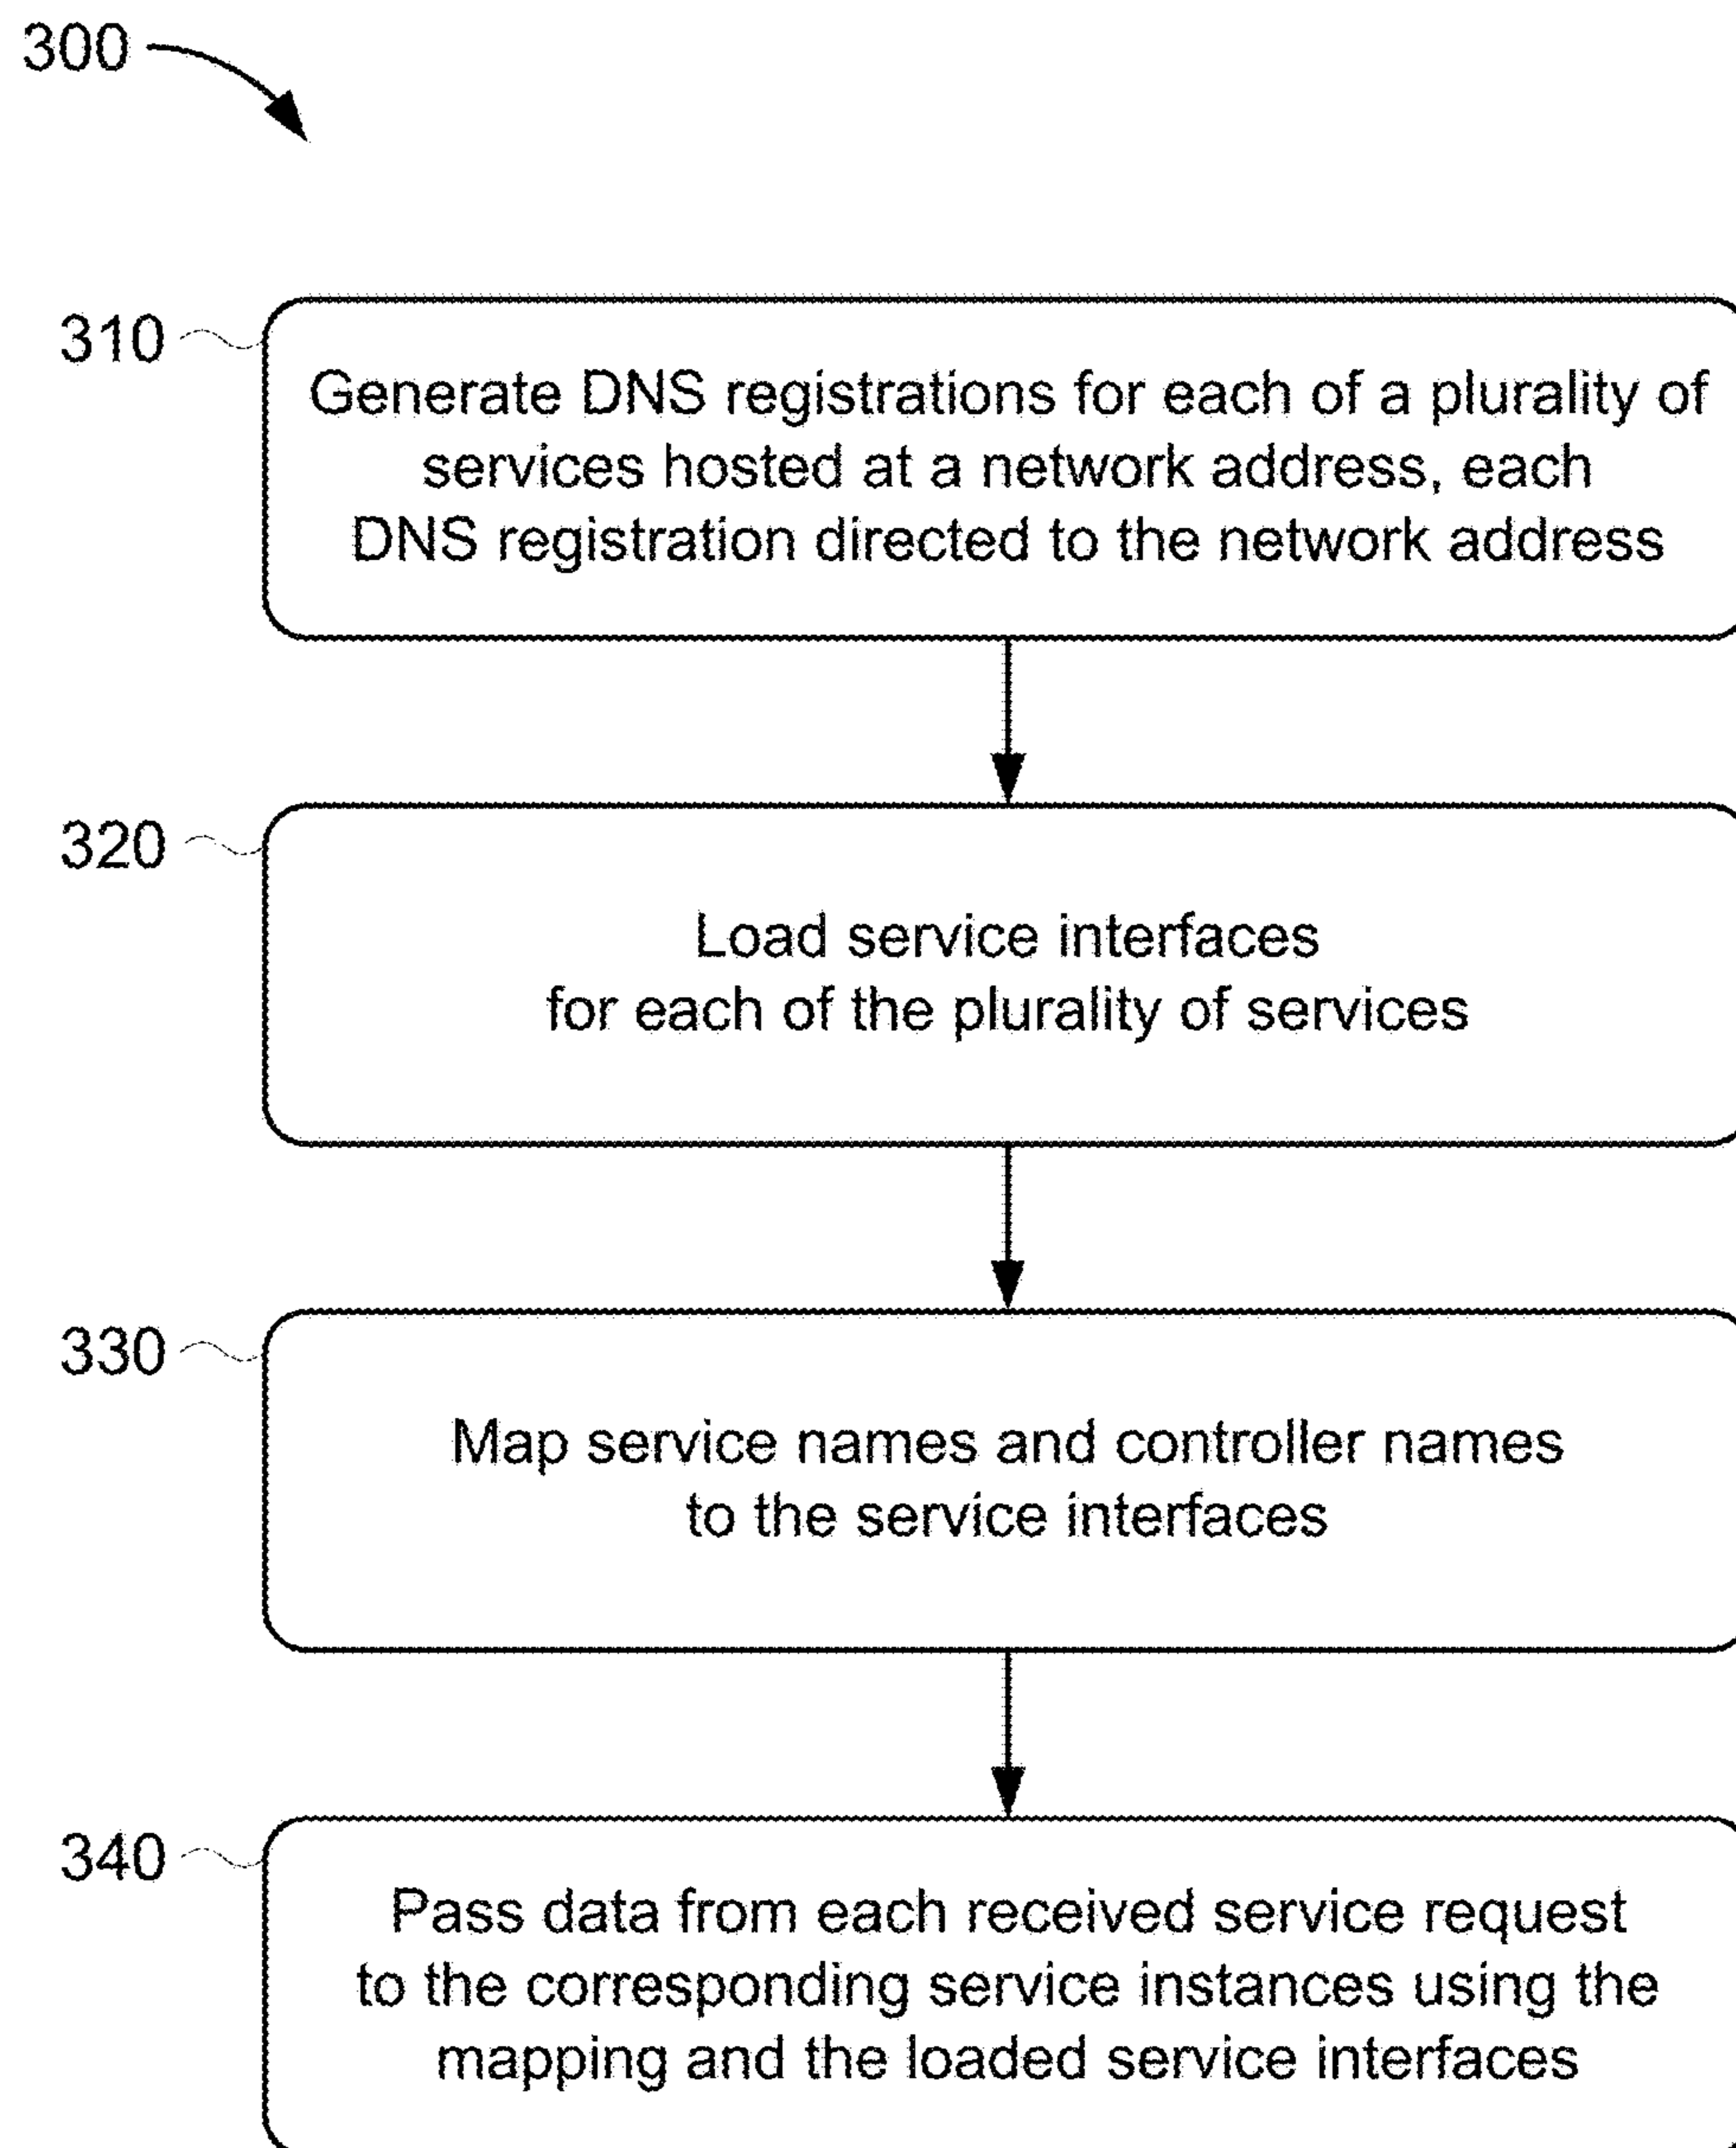 300
310
Generate DNS registrations for each of a plurality of
services hosted at a network address, each
DNS registration directed to the network address
320
Load service interfaces
for each of the plurality of services
330
Map service names and controller names
to the service interfaces
340
Pass data from each received service request
to the corresponding service instances using the
mapping and the loaded service interfaces